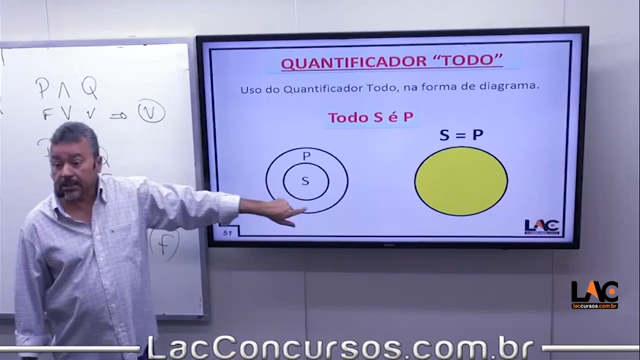 QUANTIFICADOR “TODO”
Uso do Quantificador Todo, na forma de diagrama.
Todo S é P
S = P
P
S
51
LAC
P ∧ Q
F V V ⇒ V
(f)
LAC
laccursos.com.br
LacConcursos.com.br